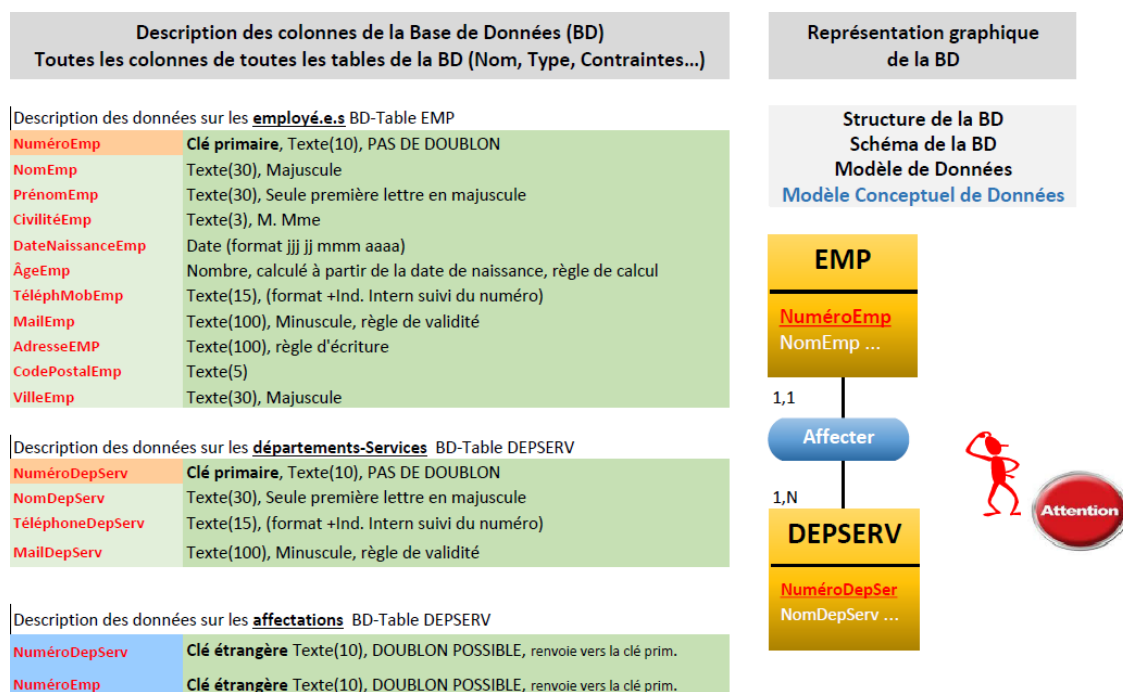 Description des colonnes de la Base de Données (BD)
Toutes les colonnes de toutes les tables de la BD (Nom, Type, Contraintes...)
Représentation graphique
de la BD
Description des données sur les employé.e.s BD-Table EMP
NuméroEmp Clé primaire, Texte(10), PAS DE DOUBLON
NomEmp Texte(30), Majuscule
PrénomEmp Texte(30), Seule première lettre en majuscule
CivilitéEmp Texte(3), M. Mme
DateNaissanceEmp Date (format jjj jj mmm aaaa)
ÂgeEmp Nombre, calculé à partir de la date de naissance, règle de calcul
TéléphMobEmp Texte(15), (format +Ind. Intern suivi du numéro)
MailEmp Texte(100), Minuscule, règle de validité
AdresseEMP Texte(100), règle d'écriture
CodePostalEmp Texte(5)
VilleEmp Texte(30), Majuscule
Description des données sur les départements-Services BD-Table DEPSERV
NuméroDepServ Clé primaire, Texte(10), PAS DE DOUBLON
NomDepServ Texte(30), Seule première lettre en majuscule
TéléphoneDepServ Texte(15), (format +Ind. Intern suivi du numéro)
MailDepServ Texte(100), Minuscule, règle de validité
Description des données sur les affectations BD-Table DEPSERV
NuméroDepServ Clé étrangère Texte(10), DOUBLON POSSIBLE, renvoie vers la clé prim.
NuméroEmp Clé étrangère Texte(10), DOUBLON POSSIBLE, renvoie vers la clé prim.
Structure de la BD
Schéma de la BD
Modèle de Données
Modèle Conceptuel de Données
EMP
NuméroEmp
NomEmp ...
1,1
Affecter
1,N
DEPSERV
NuméroDepSer
NomDepServ ...
Attention